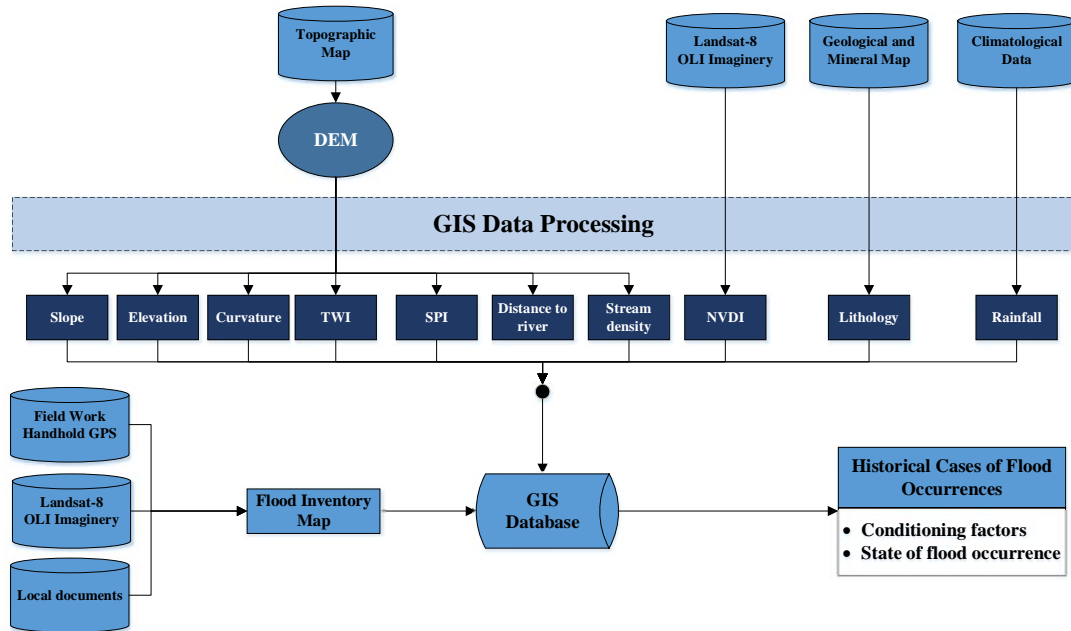 Topographic
Map
Landsat-8
OLI Imaginery
Geological and
Mineral Map
Climatological
Data
DEM
GIS Data Processing
Slope
Elevation
Curvature
TWI
SPI
Distance to
river
Stream
density
NVDI
Lithology
Rainfall
Field Work
Handhold GPS
Landsat-8
OLI Imaginery
Local documents
Flood Inventory
Map
GIS
Database
Historical Cases of Flood
Occurrences
• Conditioning factors
• State of flood occurrence